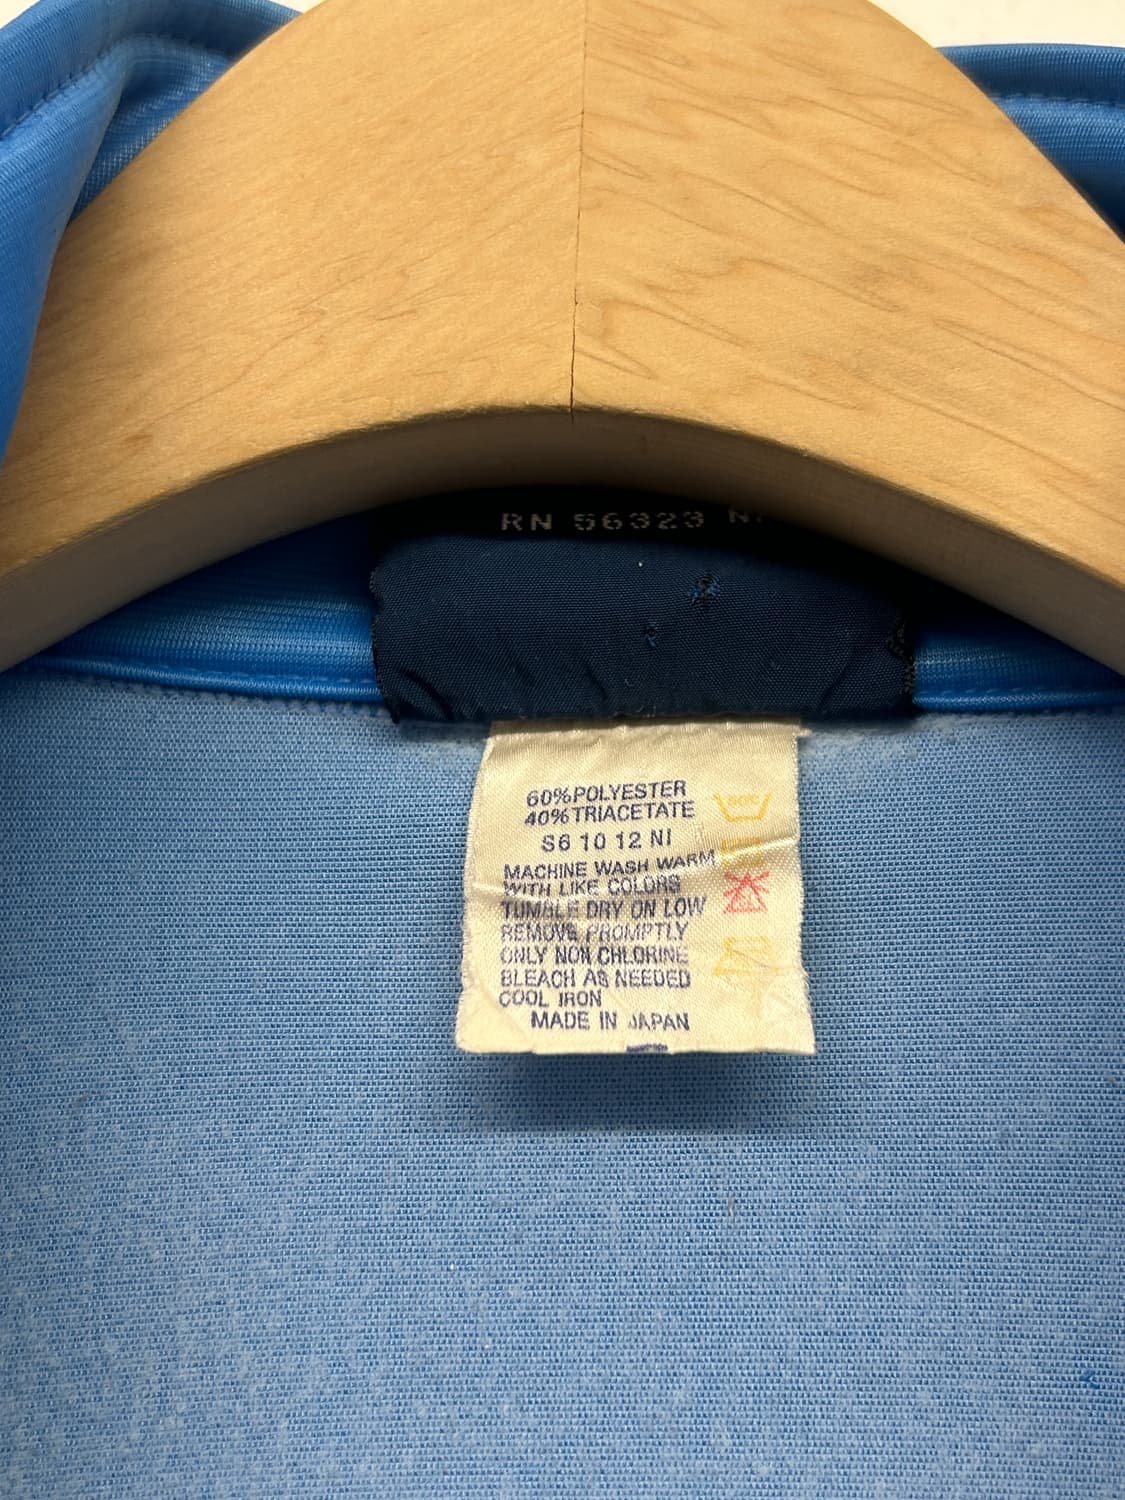 RN 56323
60%POLYESTER
40%TRIACETATE
S6 10 12 NI
MACHINE WASH WARM
WITH LIKE COLORS
TUMBLE DRY ON LOW
REMOVE PROMPTLY
ONLY NON CHLORINE
BLEACH AS NEEDED
COOL IRON
MADE IN JAPAN